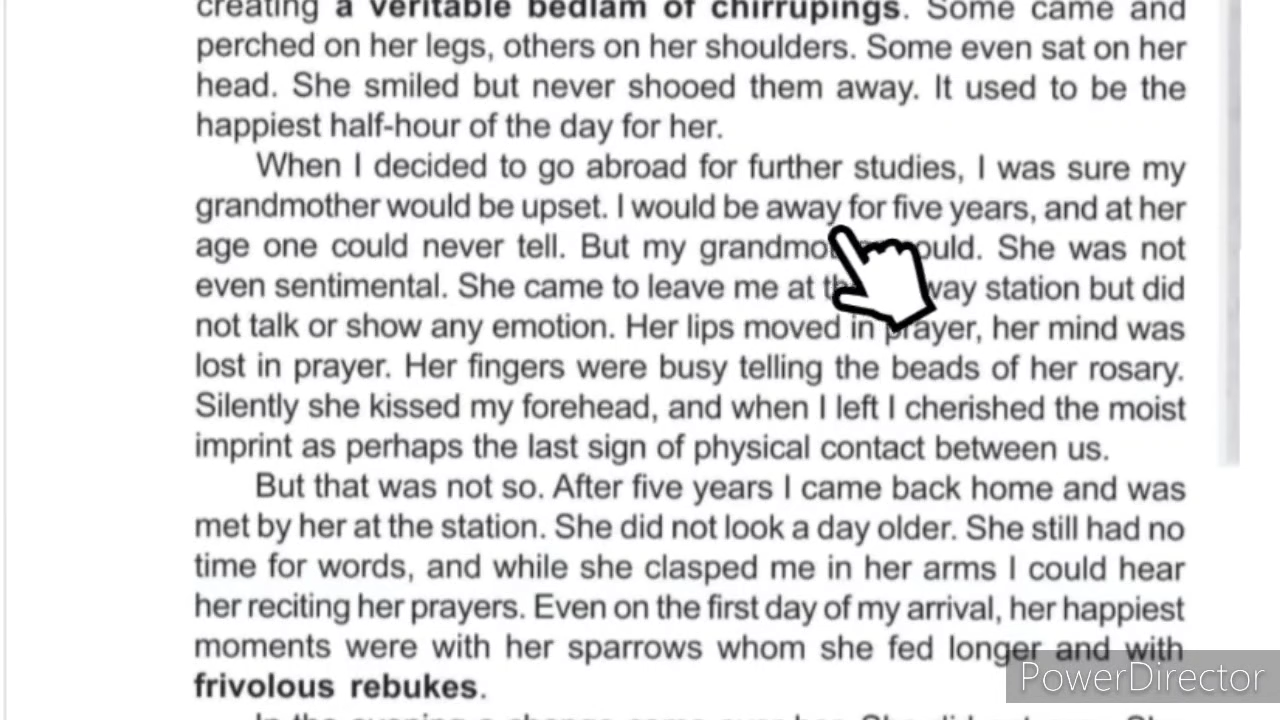 creating a veritable bedlam of chirrupings. Some came and
perched on her legs, others on her shoulders. Some even sat on her
head. She smiled but never shooed them away. It used to be the
happiest half-hour of the day for her.
When I decided to go abroad for further studies, I was sure my
grandmother would be upset. I would be away for five years, and at her
age one could never tell. But my ould. She was not
even sentimental. She came to leave me at way station but did
not talk or show any emotion. Her lips moved in prayer, her mind was
lost in prayer. Her fingers were busy telling the beads of her rosary.
Silently she kissed my forehead, and when I left I cherished the moist
imprint as perhaps the last sign of physical contact between us.
But that was not so. After five years I came back home and was
met by her at the station. She did not look a day older. She still had no
time for words, and while she clasped me in her arms I could hear
her reciting her prayers. Even on the first day of my arrival, her happiest
moments were with her sparrows whom she fed longer and with
frivolous rebukes.
PowerDirector